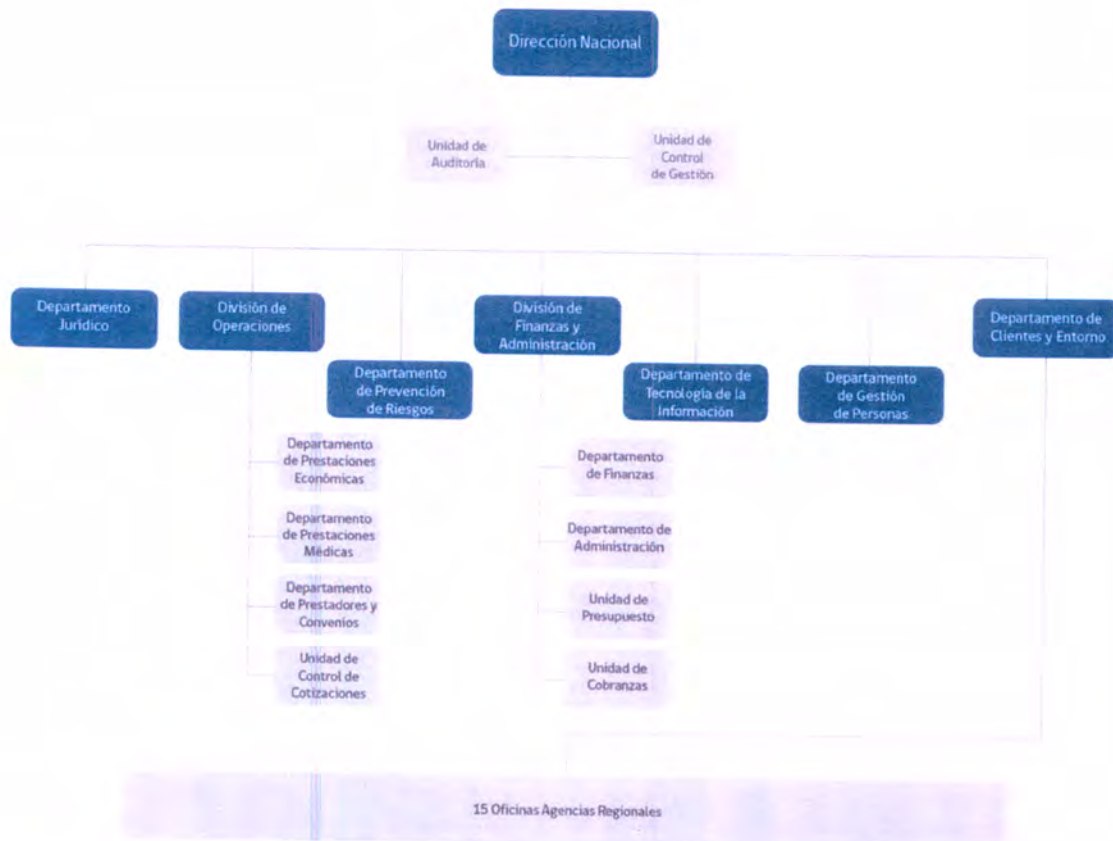 Dirección Nacional
Unidad de
Auditoría
Unidad de
Control
de Gestión
Departamento
Jurídico
División de
Operaciones
División de
Finanzas y
Administración
Departamento de
Clientes y Entorno
Departamento
de Prevención
de Riesgos
Departamento de
Tecnología de la
Información
Departamento
de Gestión
de Personas
Departamento
de Prestaciones
Económicas
Departamento
de Prestaciones
Médicas
Departamento
de Prestadores y
Convenios
Unidad de
Control de
Cotizaciones
Departamento
de Finanzas
Departamento de
Administración
Unidad de
Presupuesto
Unidad de
Cobranzas
15 Oficinas Agencias Regionales